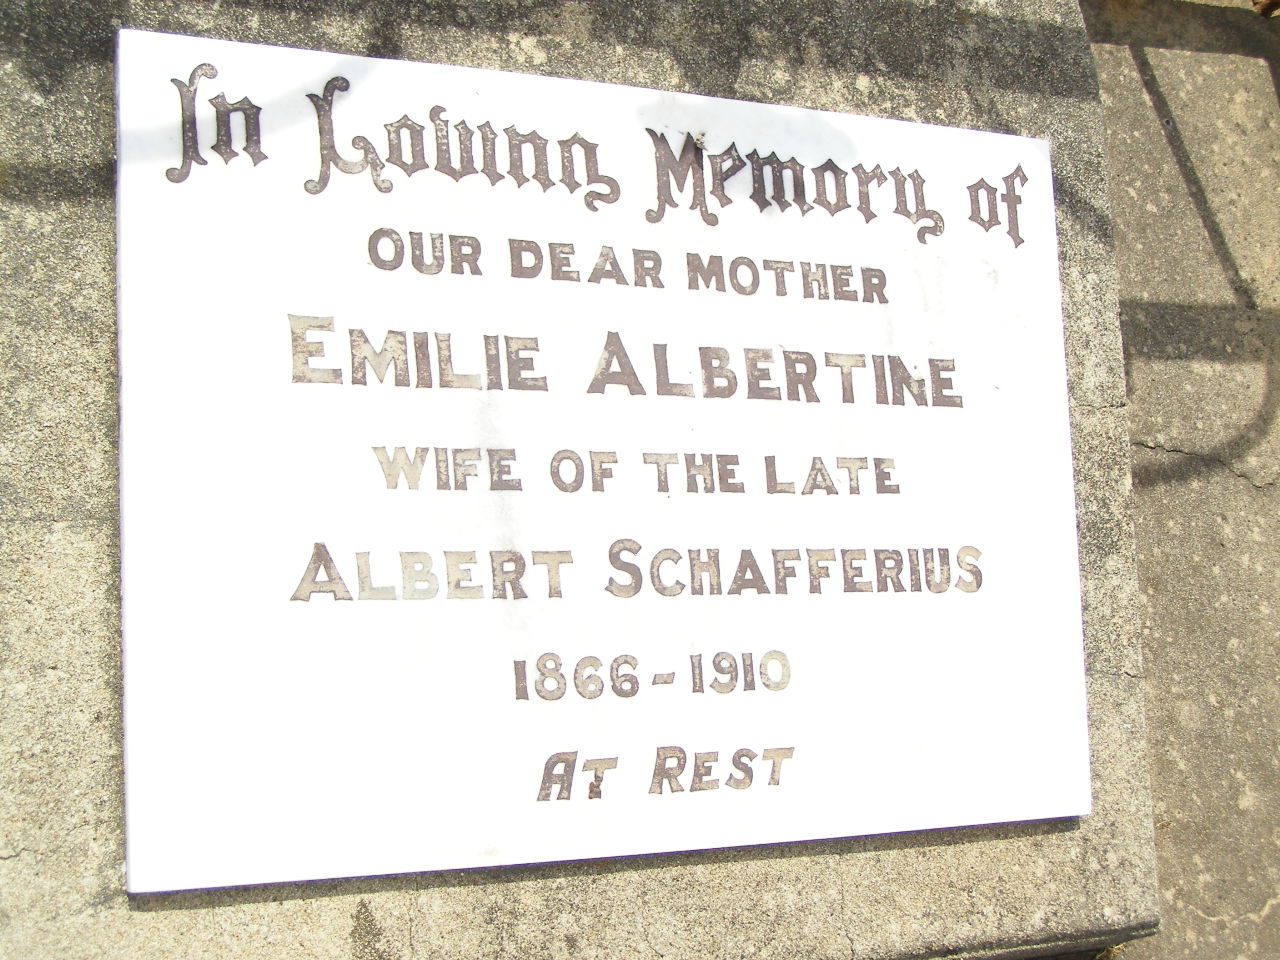 In Loving Memory of
OUR DEAR MOTHER
EMILIE ALBERTINE
WIFE OF THE LATE
ALBERT SCHAFFERIUS
1866-1910
AT REST